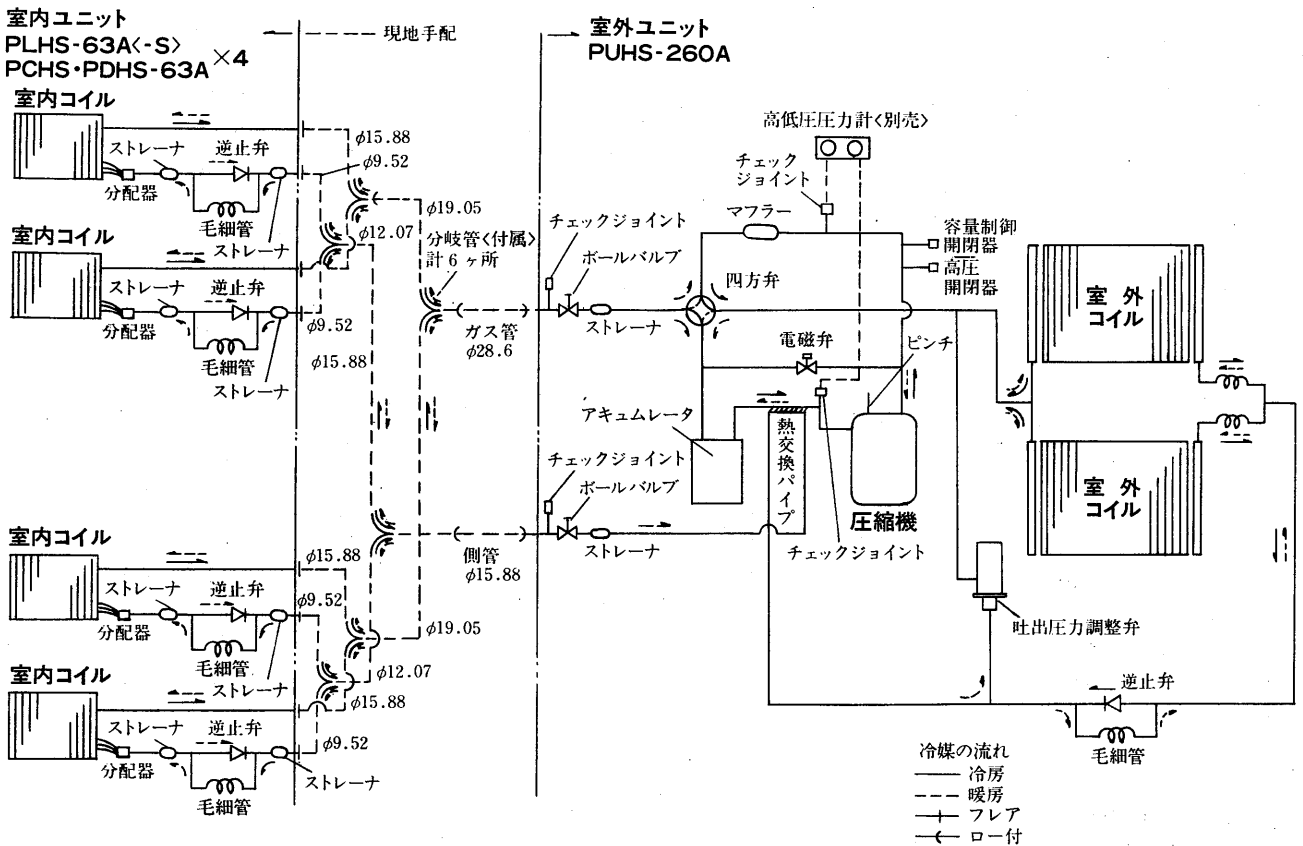 室内ユニット
PLHS-63A<-S>
PCHS・PDHS-63A ×4
現地手配
室外ユニット
PUHS-260A
室内コイル
ストレーナ
逆止弁
分配器
毛細管
ストレーナ
φ15.88
φ9.52
φ19.05
φ12.07
室内コイル
ストレーナ
逆止弁
分配器
毛細管
ストレーナ
φ9.52
φ15.88
分岐管<付属>
計6ヶ所
チェックジョイント
ボールバルブ
ストレーナ
ガス管
φ28.6
高低圧圧力計<別売>
チェック
ジョイント
マフラー
四方弁
容量制御
開閉器
高圧
開閉器
電磁弁
ピンチ
アキュムレータ
熱交換パイプ
圧縮機
チェックジョイント
室外
コイル
室外
コイル
チェックジョイント
ボールバルブ
ストレーナ
側管
φ15.88
室内コイル
ストレーナ
逆止弁
分配器
毛細管
ストレーナ
φ15.88
φ9.52
φ19.05
φ12.07
室内コイル
ストレーナ
逆止弁
分配器
毛細管
ストレーナ
φ15.88
φ9.52
吐出圧力調整弁
逆止弁
毛細管
冷媒の流れ
冷房
暖房
フレア
ロー付